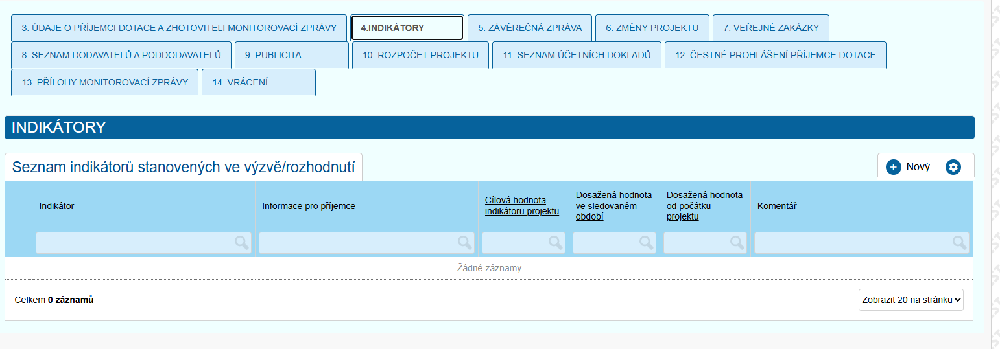 3. ÚDAJE O PŘÍJEMCI DOTACE A ZHOTOVITELI MONITOROVACÍ ZPRÁVY
4.INDIKÁTORY
5. ZÁVĚREČNÁ ZPRÁVA
6. ZMĚNY PROJEKTU
7. VEŘEJNÉ ZAKÁZKY
8. SEZNAM DODAVATELŮ A PODDODAVATELŮ
9. PUBLICITA
10. ROZPOČET PROJEKTU
11. SEZNAM ÚČETNÍCH DOKLADŮ
12. ČESTNÉ PROHLÁŠENÍ PŘÍJEMCE DOTACE
13. PŘÍLOHY MONITOROVACÍ ZPRÁVY
14. VRÁCENÍ
INDIKÁTORY
Seznam indikátorů stanovených ve výzvě/rozhodnutí
Nový
Indikátor
Informace pro příjemce
Cílová hodnota
indikátoru projektu
Dosažená hodnota
ve sledovaném
období
Dosažená hodnota
od počátku
projektu
Komentář
Žádné záznamy
Celkem 0 záznamů
Zobrazit 20 na stránku